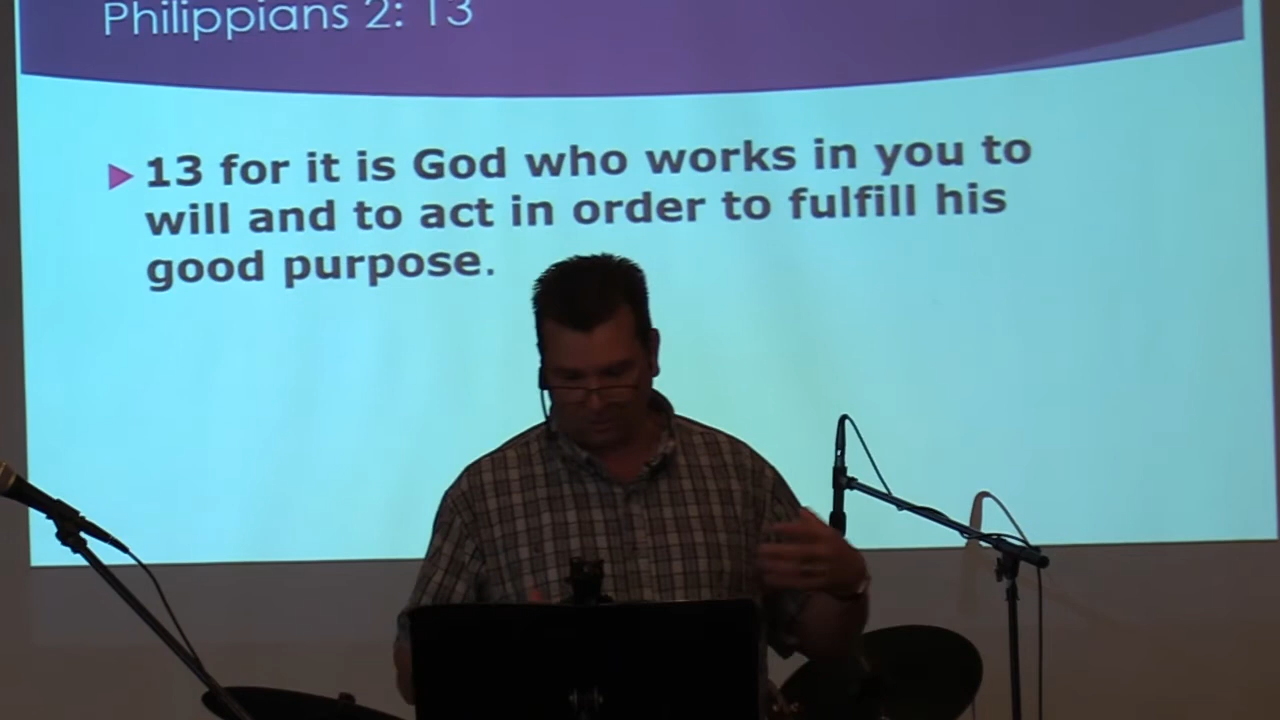 Philippians 2: 13
13 for it is God who works in you to
will and to act in order to fulfill his
good purpose.